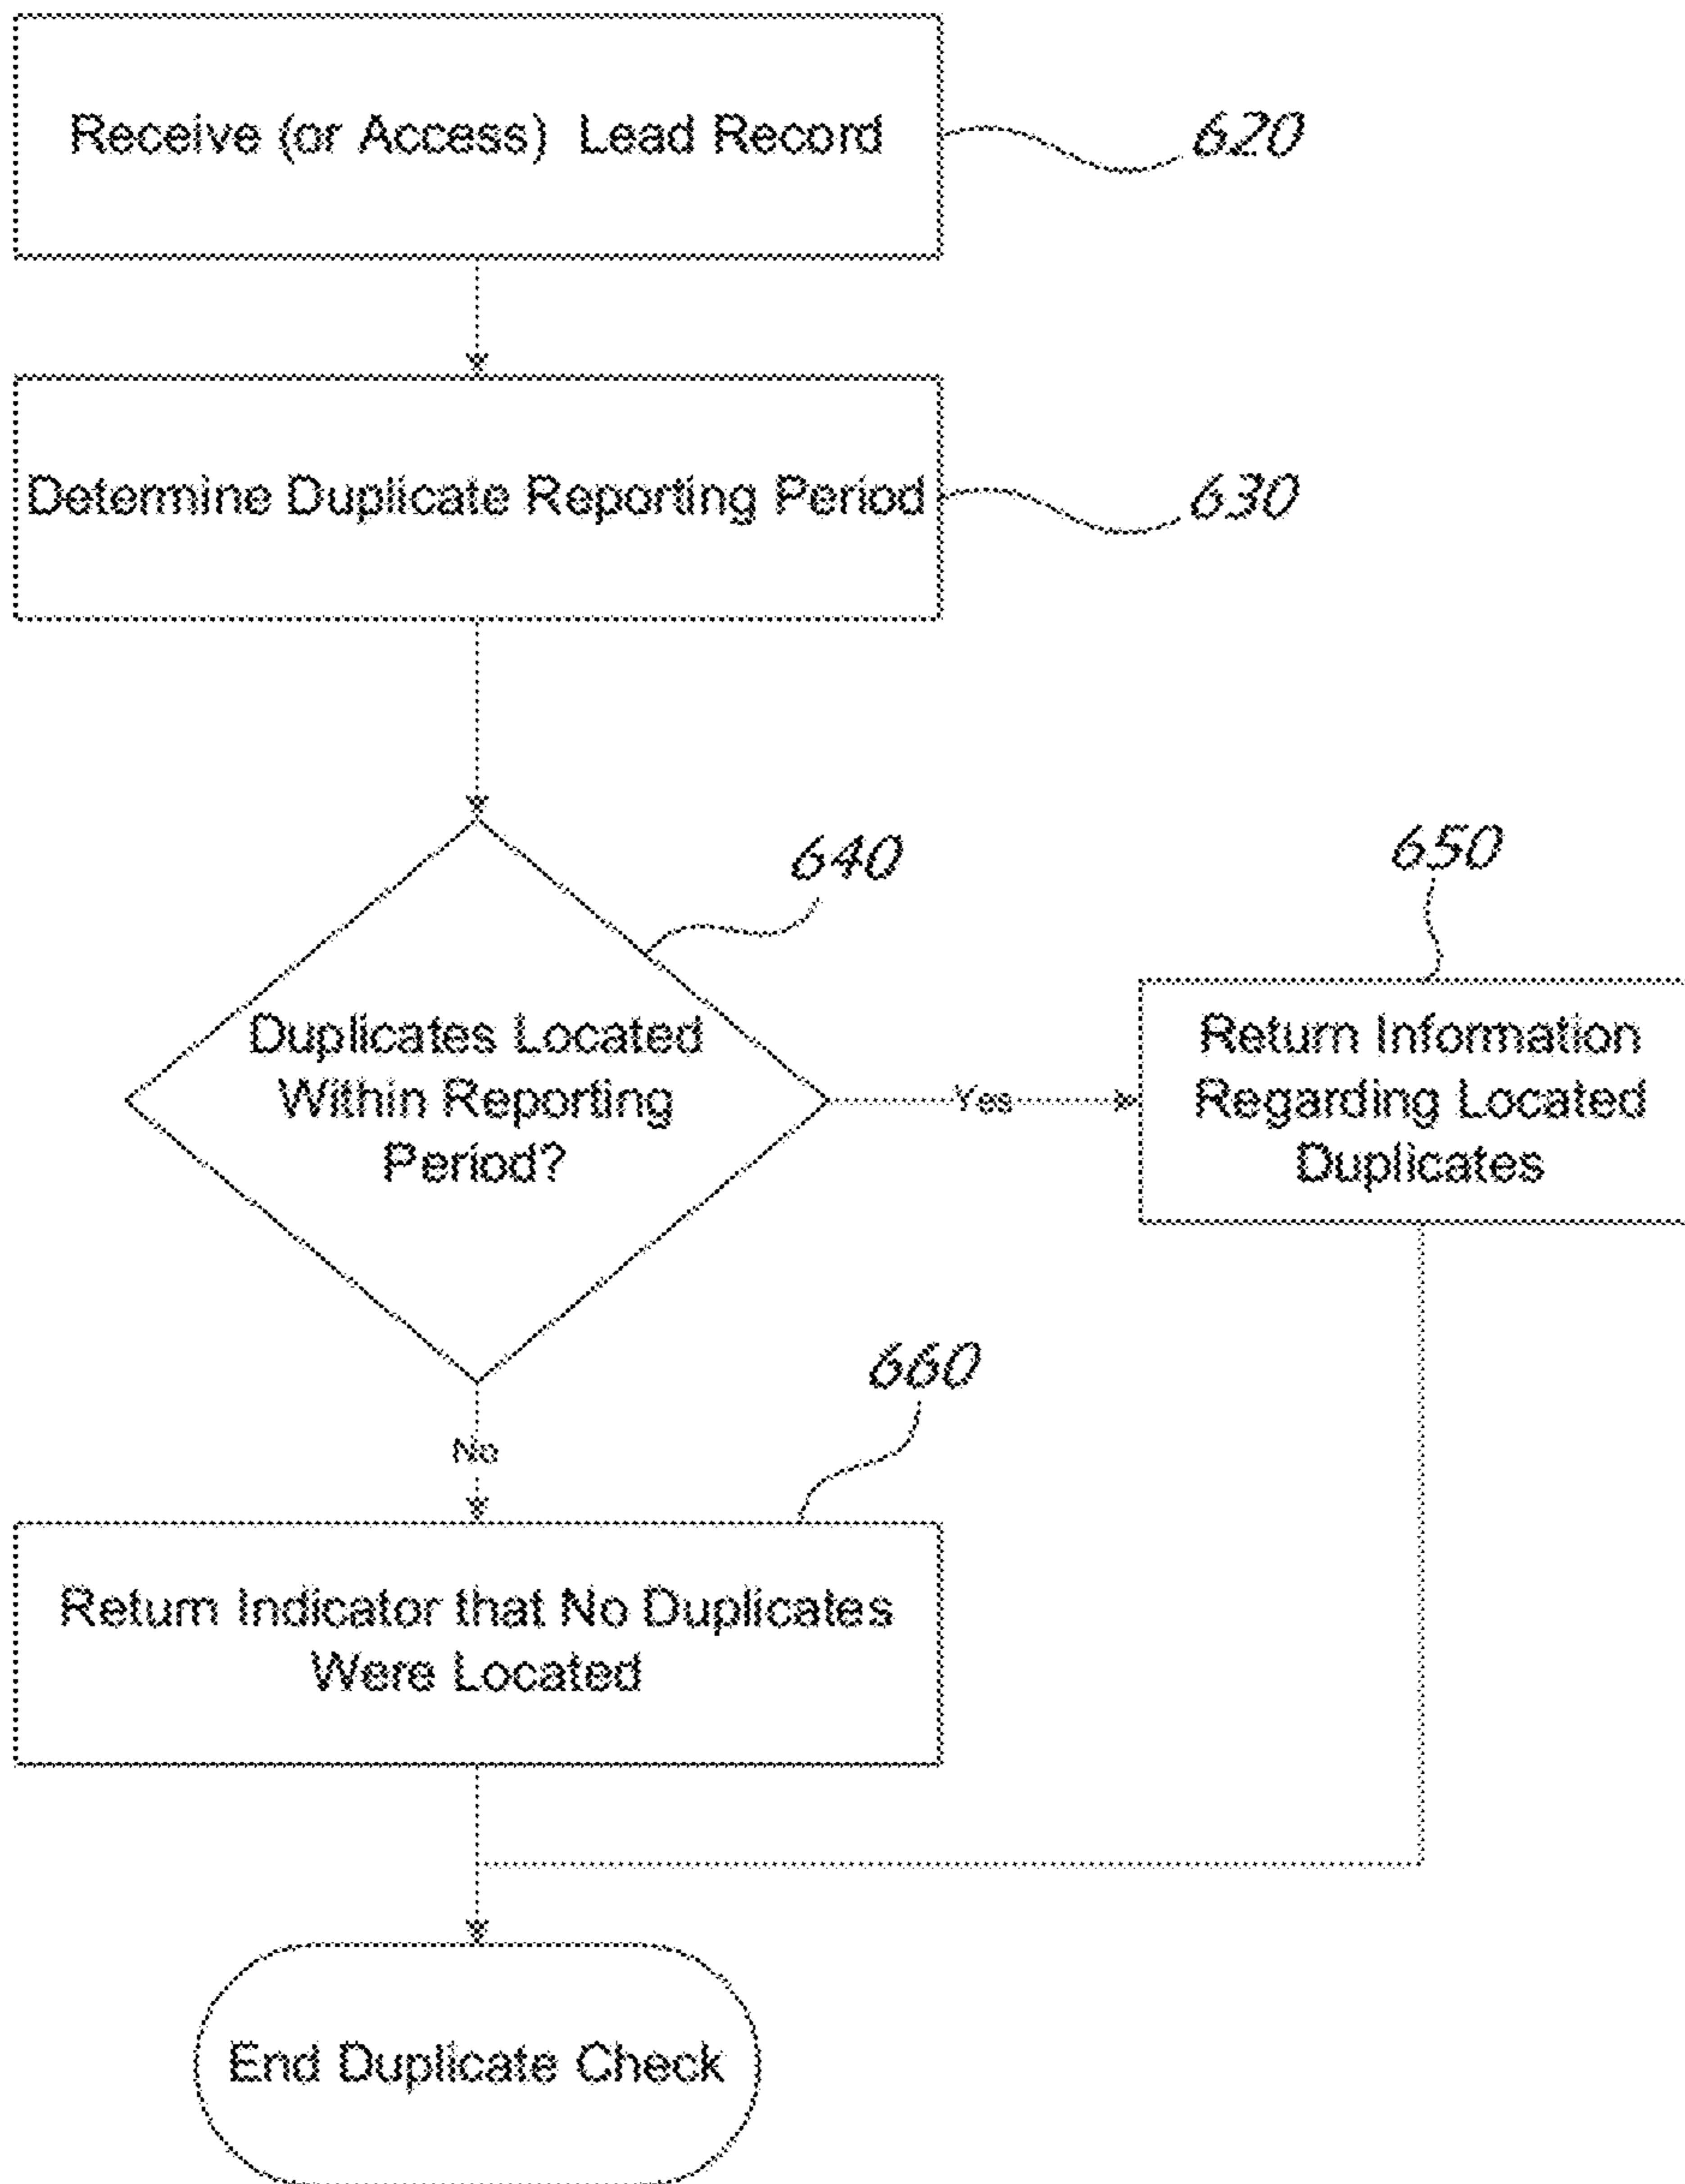 Receive (or Access) Lead Record
620
Determine Duplicate Reporting Period
630
640
650
Duplicates Located
Within Reporting
Period?
Yes
Return Information
Regarding Located
Duplicates
660
No
Return Indicator that No Duplicates
Were Located
End Duplicate Check